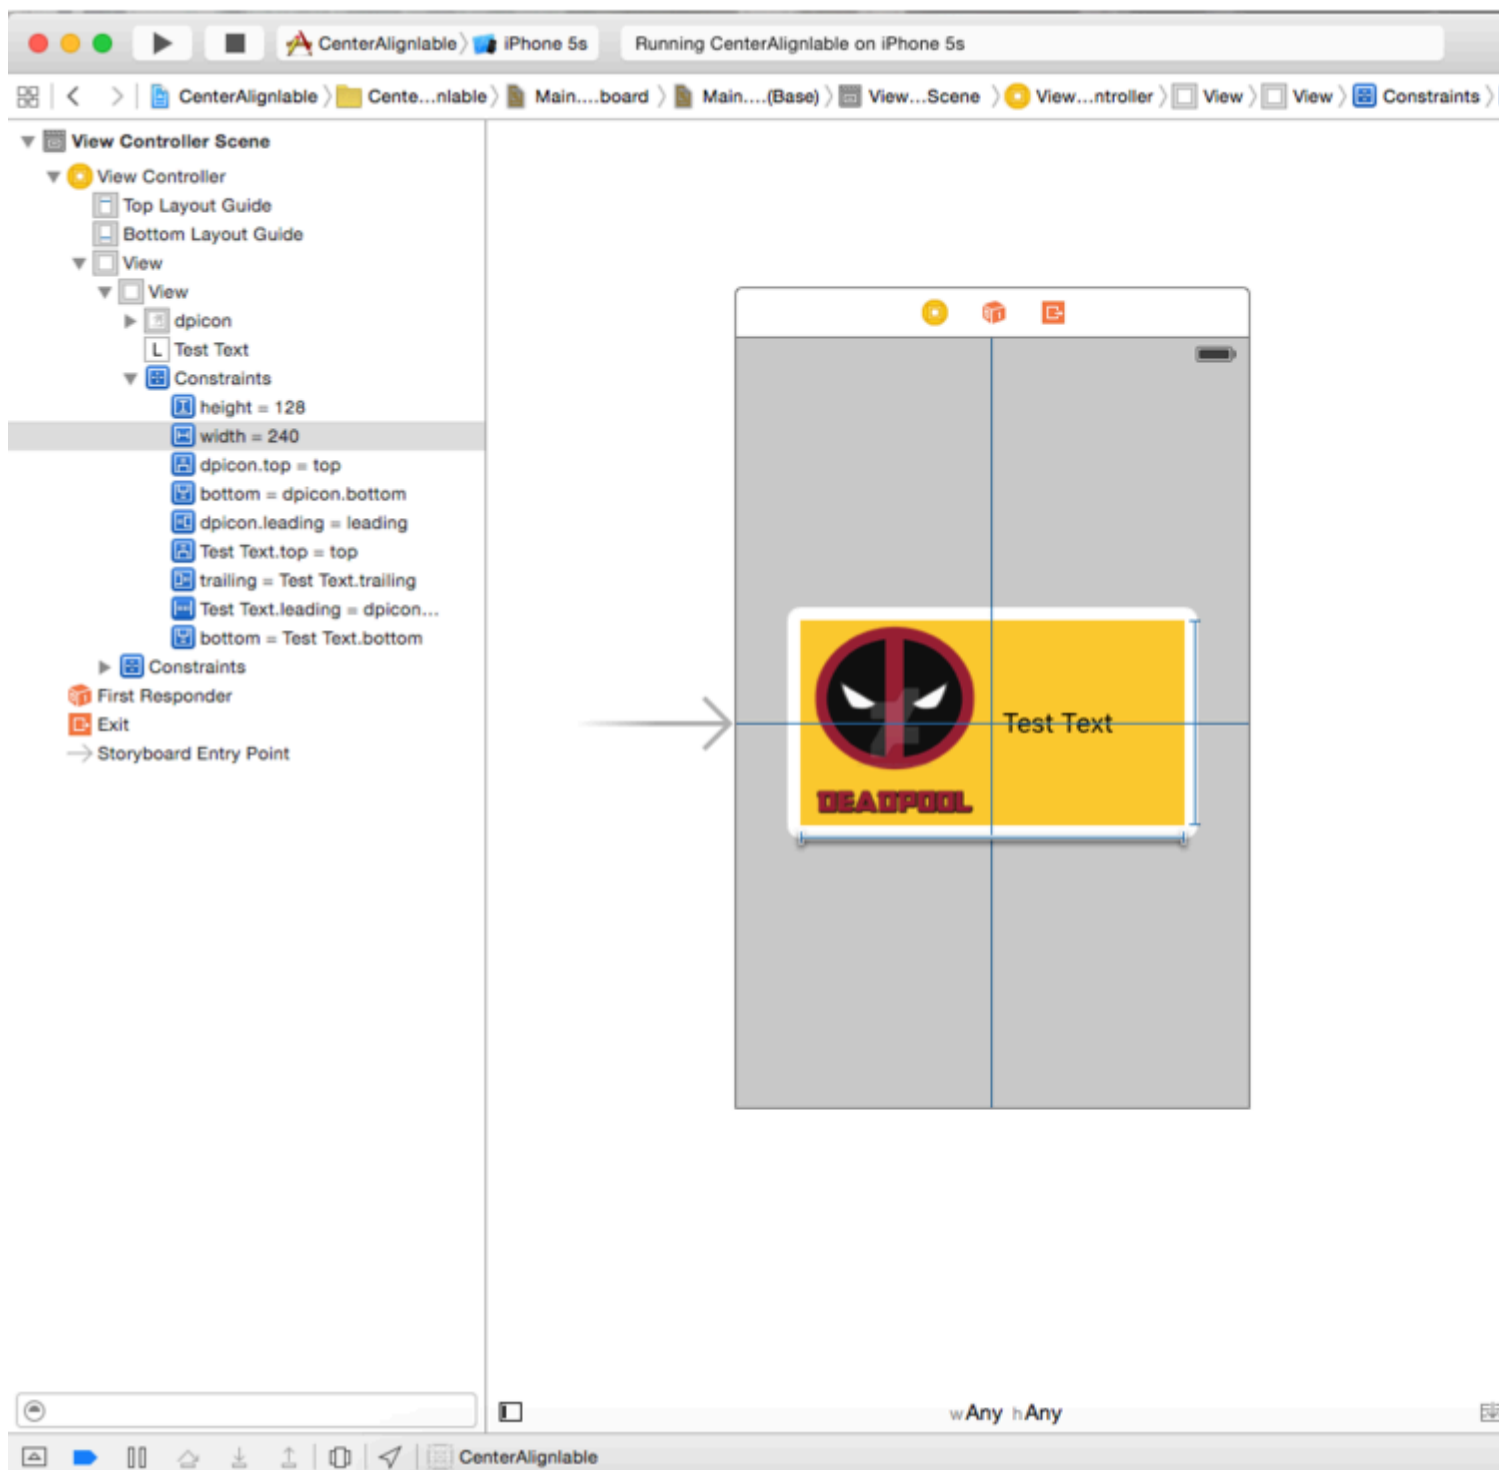 CenterAlignlable iPhone 5s Running CenterAlignlable on iPhone 5s
CenterAlignlable Cente...nlable Main....board Main....(Base) View...Scene View...ntroller View View Constraints
View Controller Scene
View Controller
Top Layout Guide
Bottom Layout Guide
View
View
dpicon
L Test Text
Constraints
height = 128
width = 240
dpicon.top = top
bottom = dpicon.bottom
dpicon.leading = leading
Test Text.top = top
trailing = Test Text.trailing
Test Text.leading = dpicon...
bottom = Test Text.bottom
Constraints
First Responder
Exit
Storyboard Entry Point
Test Text
DEADPOOL
wAny hAny
CenterAlignlable